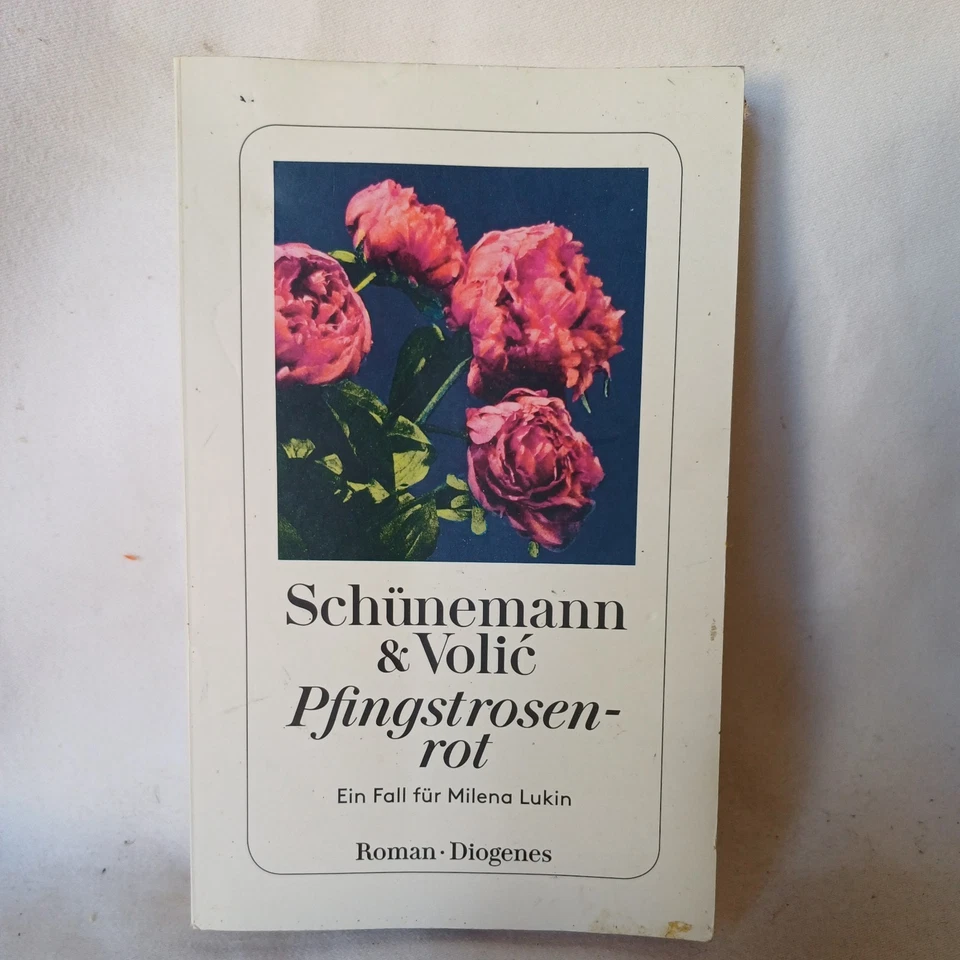 Schünemann
& Volić
Pfingstrosen-
rot
Ein Fall für Milena Lukin
Roman · Diogenes